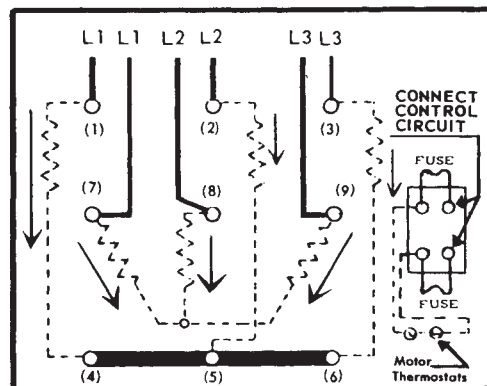 L1 L1 L2 L2 L3 L3
CONNECT
CONTROL
CIRCUIT
(1) (2) (3)
FUSE
(7) (8) (9)
FUSE
(4) (5) (6)
Motor
Thermostats